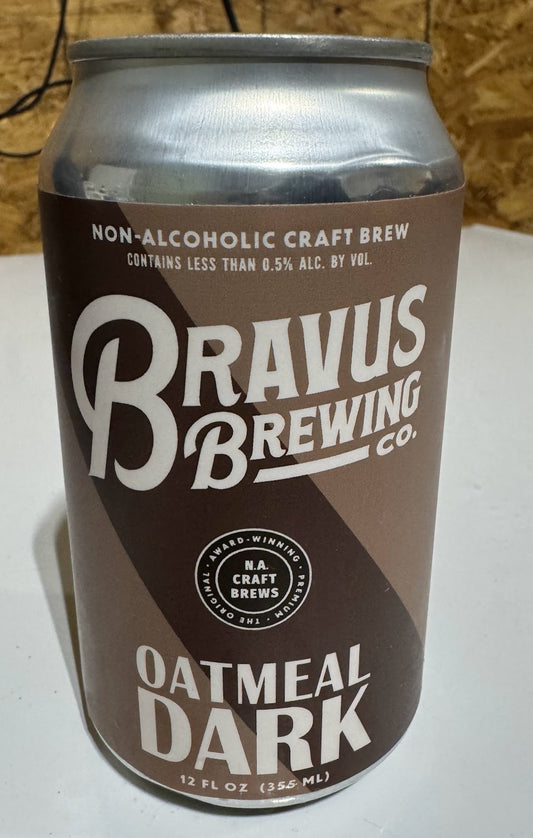 NON-ALCOHOLIC CRAFT BREW
CONTAINS LESS THAN 0.5% ALC. BY VOL.
BRAVUS
BREWING
CO.
· AWARD-WINNING · PREMIUM · THE ORIGINAL
N.A.
CRAFT
BREWS
OATMEAL
DARK
12 FL OZ (355 ML)